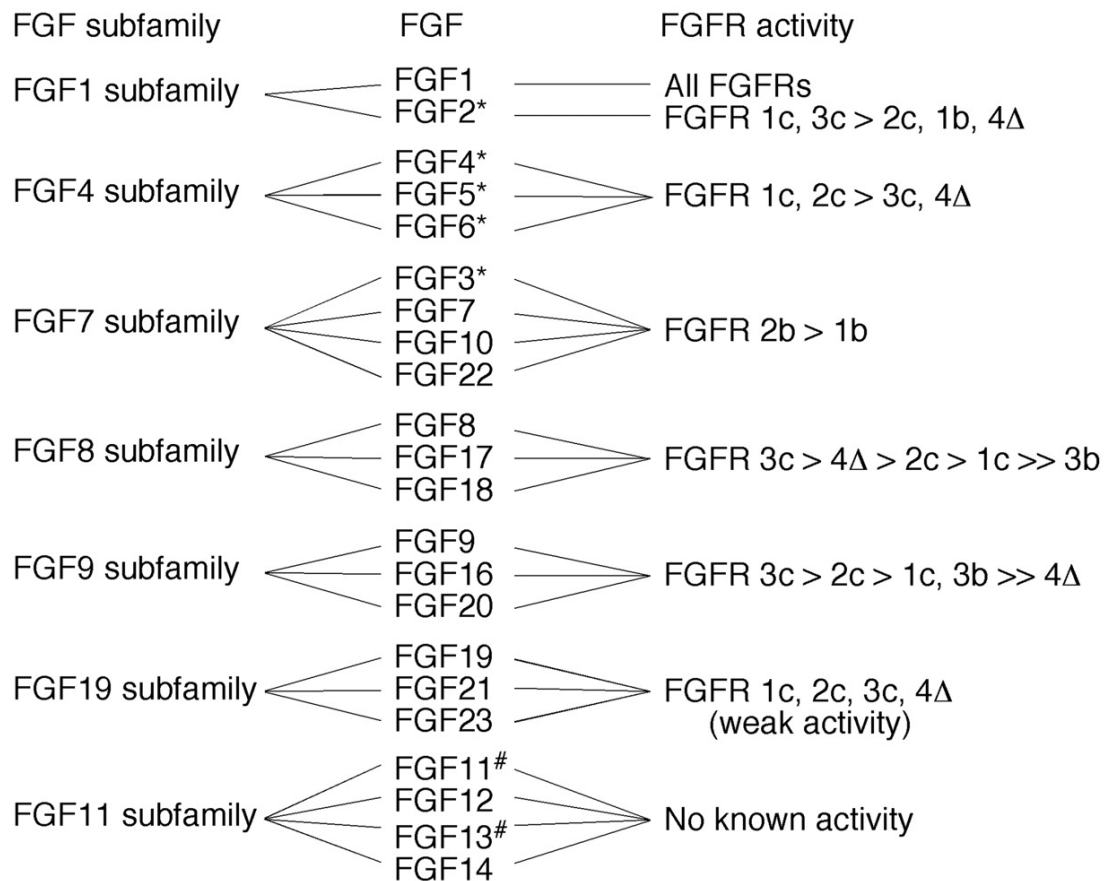 FGF subfamily FGF FGFR activity
FGF1 subfamily FGF1 All FGFRs
FGF2* FGFR 1c, 3c > 2c, 1b, 4Δ
FGF4*
FGF4 subfamily FGF5* FGFR 1c, 2c > 3c, 4Δ
FGF6*
FGF3*
FGF7 subfamily FGF7 FGFR 2b > 1b
FGF10
FGF22
FGF8
FGF8 subfamily FGF17 FGFR 3c > 4Δ > 2c > 1c >> 3b
FGF18
FGF9
FGF9 subfamily FGF16 FGFR 3c > 2c > 1c, 3b >> 4Δ
FGF20
FGF19
FGF19 subfamily FGF21 FGFR 1c, 2c, 3c, 4Δ
FGF23 (weak activity)
FGF11#
FGF11 subfamily FGF12 No known activity
FGF13#
FGF14